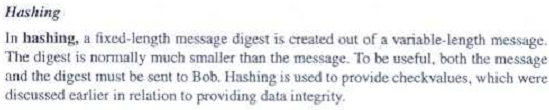 Hashing
In hashing, a fixed-length message digest is created out of a variable-length message.
The digest is normally much smaller than the message. To be useful, both the message
and the digest must be sent to Bob. Hashing is used to provide checkvalues, which were
discussed earlier in relation to providing data integrity.